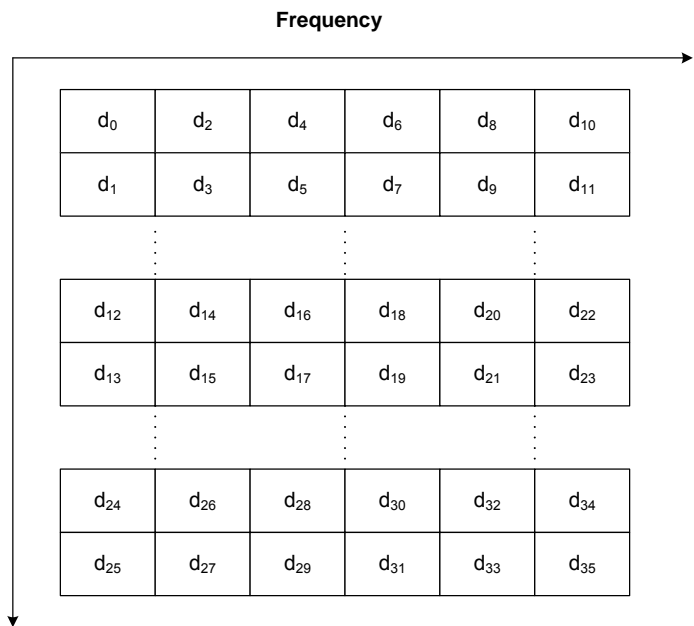 Frequency
d₀ d₂ d₄ d₆ d₈ d₁₀
d₁ d₃ d₅ d₇ d₉ d₁₁
d₁₂ d₁₄ d₁₆ d₁₈ d₂₀ d₂₂
d₁₃ d₁₅ d₁₇ d₁₉ d₂₁ d₂₃
d₂₄ d₂₆ d₂₈ d₃₀ d₃₂ d₃₄
d₂₅ d₂₇ d₂₉ d₃₁ d₃₃ d₃₅